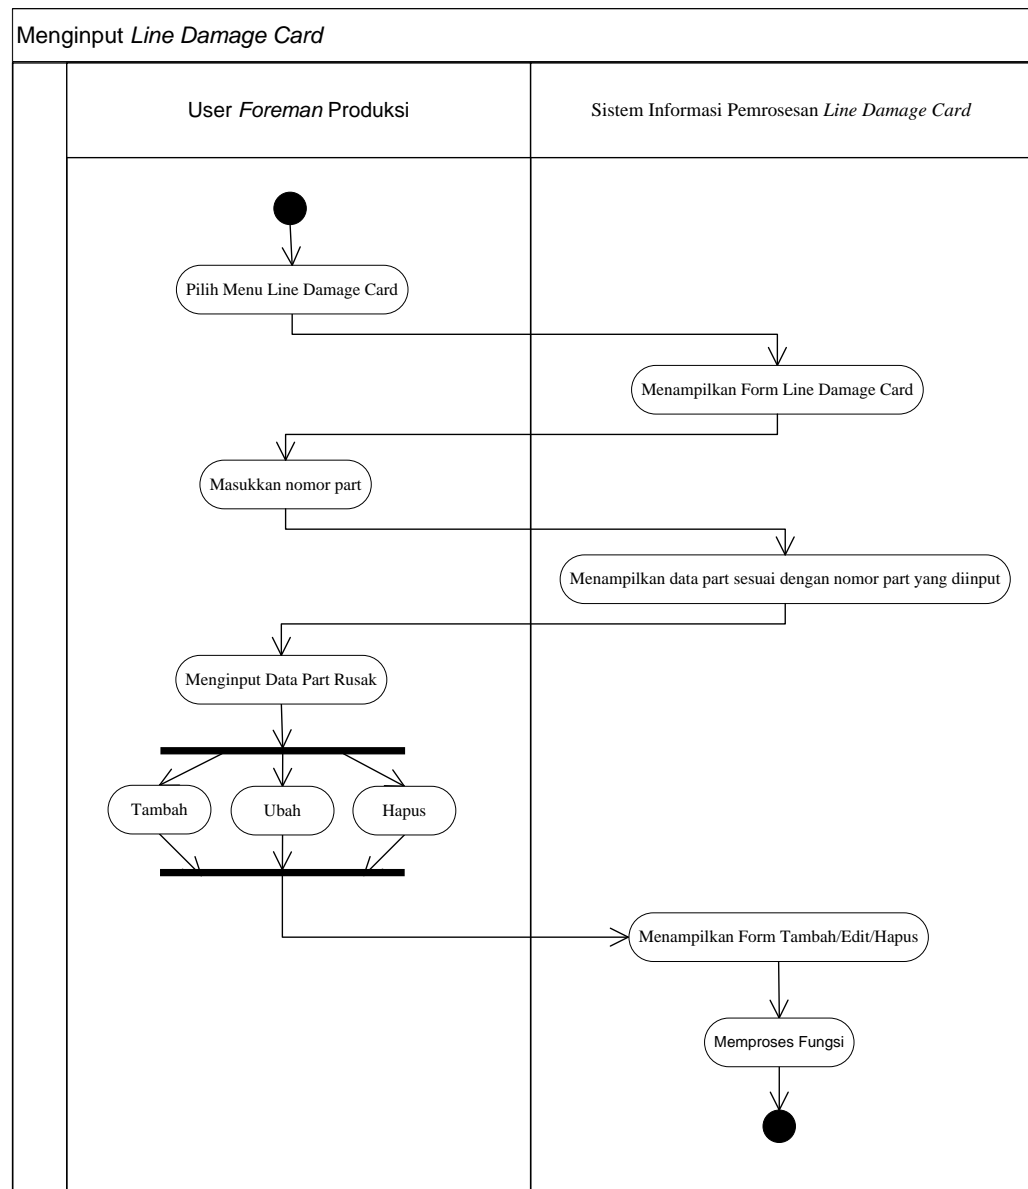 Menginput Line Damage Card
User Foreman Produksi
Sistem Informasi Pemrosesan Line Damage Card
Pilih Menu Line Damage Card
Menampilkan Form Line Damage Card
Masukkan nomor part
Menampilkan data part sesuai dengan nomor part yang diinput
Menginput Data Part Rusak
Tambah
Ubah
Hapus
Menampilkan Form Tambah/Edit/Hapus
Memproses Fungsi